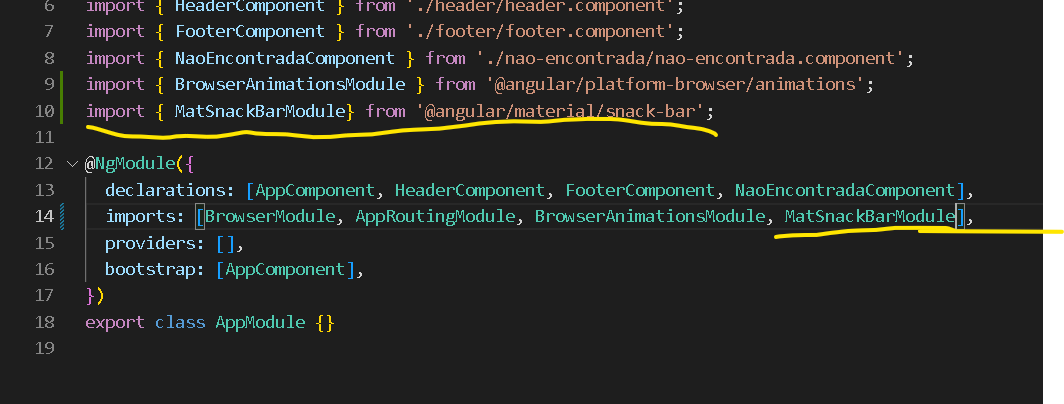 6 import { HeaderComponent } from './header/header.component';
7 import { FooterComponent } from './footer/footer.component';
8 import { NaoEncontradaComponent } from './nao-encontrada/nao-encontrada.component';
9 import { BrowserAnimationsModule } from '@angular/platform-browser/animations';
10 import { MatSnackBarModule} from '@angular/material/snack-bar';
11
12 @NgModule({
13 declarations: [AppComponent, HeaderComponent, FooterComponent, NaoEncontradaComponent],
14 imports: [BrowserModule, AppRoutingModule, BrowserAnimationsModule, MatSnackBarModule],
15 providers: [],
16 bootstrap: [AppComponent],
17 })
18 export class AppModule {}
19